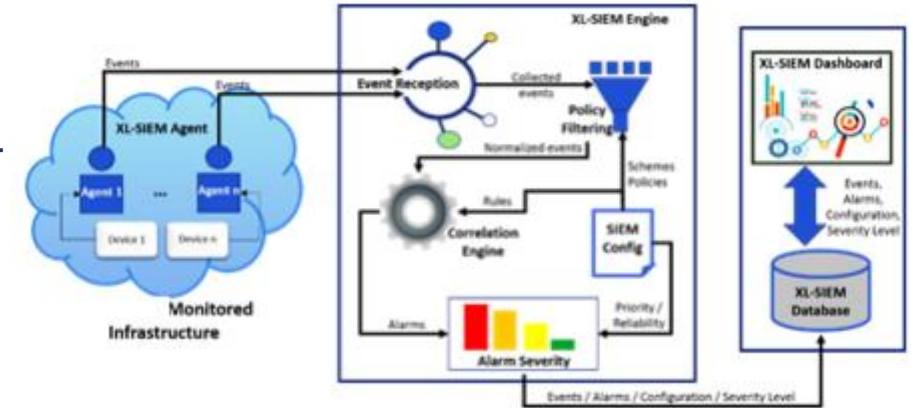 XL-SIEM Engine
Events
Events
Event Reception
Collected
events
Policy
Filtering
XL-SIEM Agent
Agent 1
...
Agent n
Device 1
Device n
Monitored
Infrastructure
Normalized events
Schemes
Policies
Rules
Correlation
Engine
SIEM
Config
Alarms
Priority /
Reliability
Alarm Severity
Events / Alarms / Configuration / Severity Level
XL-SIEM Dashboard
Events,
Alarms,
Configuration,
Severity Level
XL-SIEM
Database